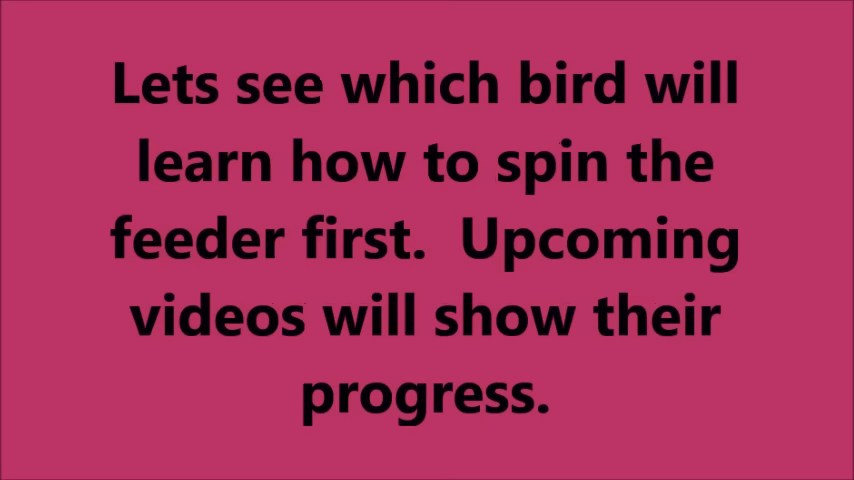 Lets see which bird will
learn how to spin the
feeder first.  Upcoming
videos will show their
progress.